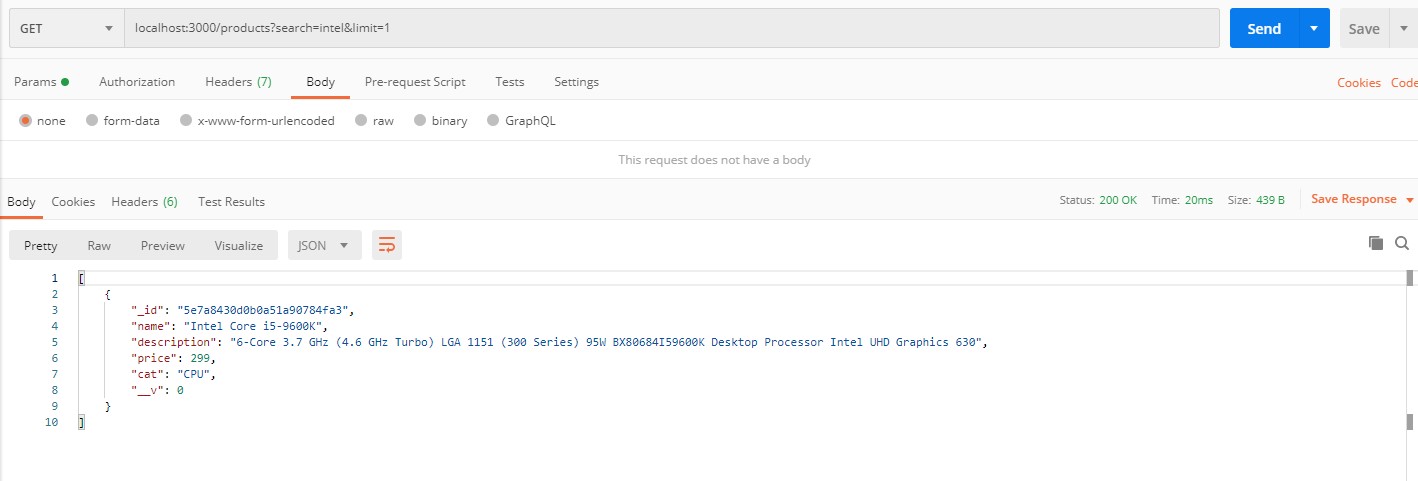 GET localhost:3000/products?search=intel&limit=1 Send Save
Params Authorization Headers (7) Body Pre-request Script Tests Settings Cookies Code
none form-data x-www-form-urlencoded raw binary GraphQL
This request does not have a body
Body Cookies Headers (6) Test Results Status: 200 OK Time: 20ms Size: 439 B Save Response
Pretty Raw Preview Visualize JSON
1 [
2 {
3 "_id": "5e7a8430d0b0a51a90784fa3",
4 "name": "Intel Core i5-9600K",
5 "description": "6-Core 3.7 GHz (4.6 GHz Turbo) LGA 1151 (300 Series) 95W BX80684I59600K Desktop Processor Intel UHD Graphics 630",
6 "price": 299,
7 "cat": "CPU",
8 "__v": 0
9 }
10 ]